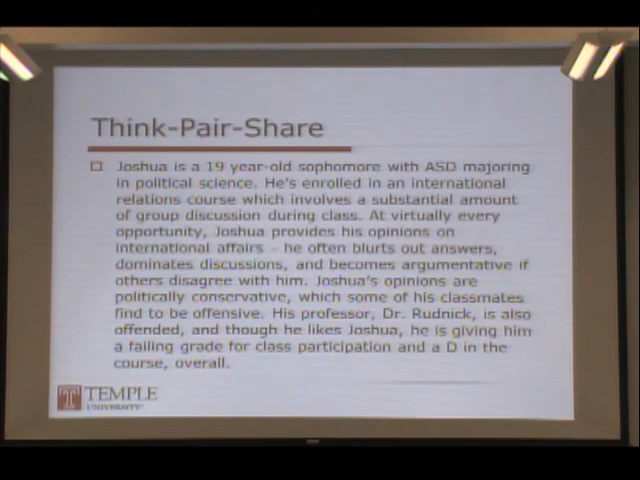 Think-Pair-Share
Joshua is a 19 year-old sophomore with ASD majoring
in political science. He's enrolled in an international
relations course which involves a substantial amount
of group discussion during class. At virtually every
opportunity, Joshua provides his opinions on
international affairs – he often blurts out answers,
dominates discussions, and becomes argumentative if
others disagree with him. Joshua's opinions are
politically conservative, which some of his classmates
find to be offensive. His professor, Dr. Rudnick, is also
offended, and though he likes Joshua, he is giving him
a failing grade for class participation and a D in the
course, overall.
TEMPLE
UNIVERSITY